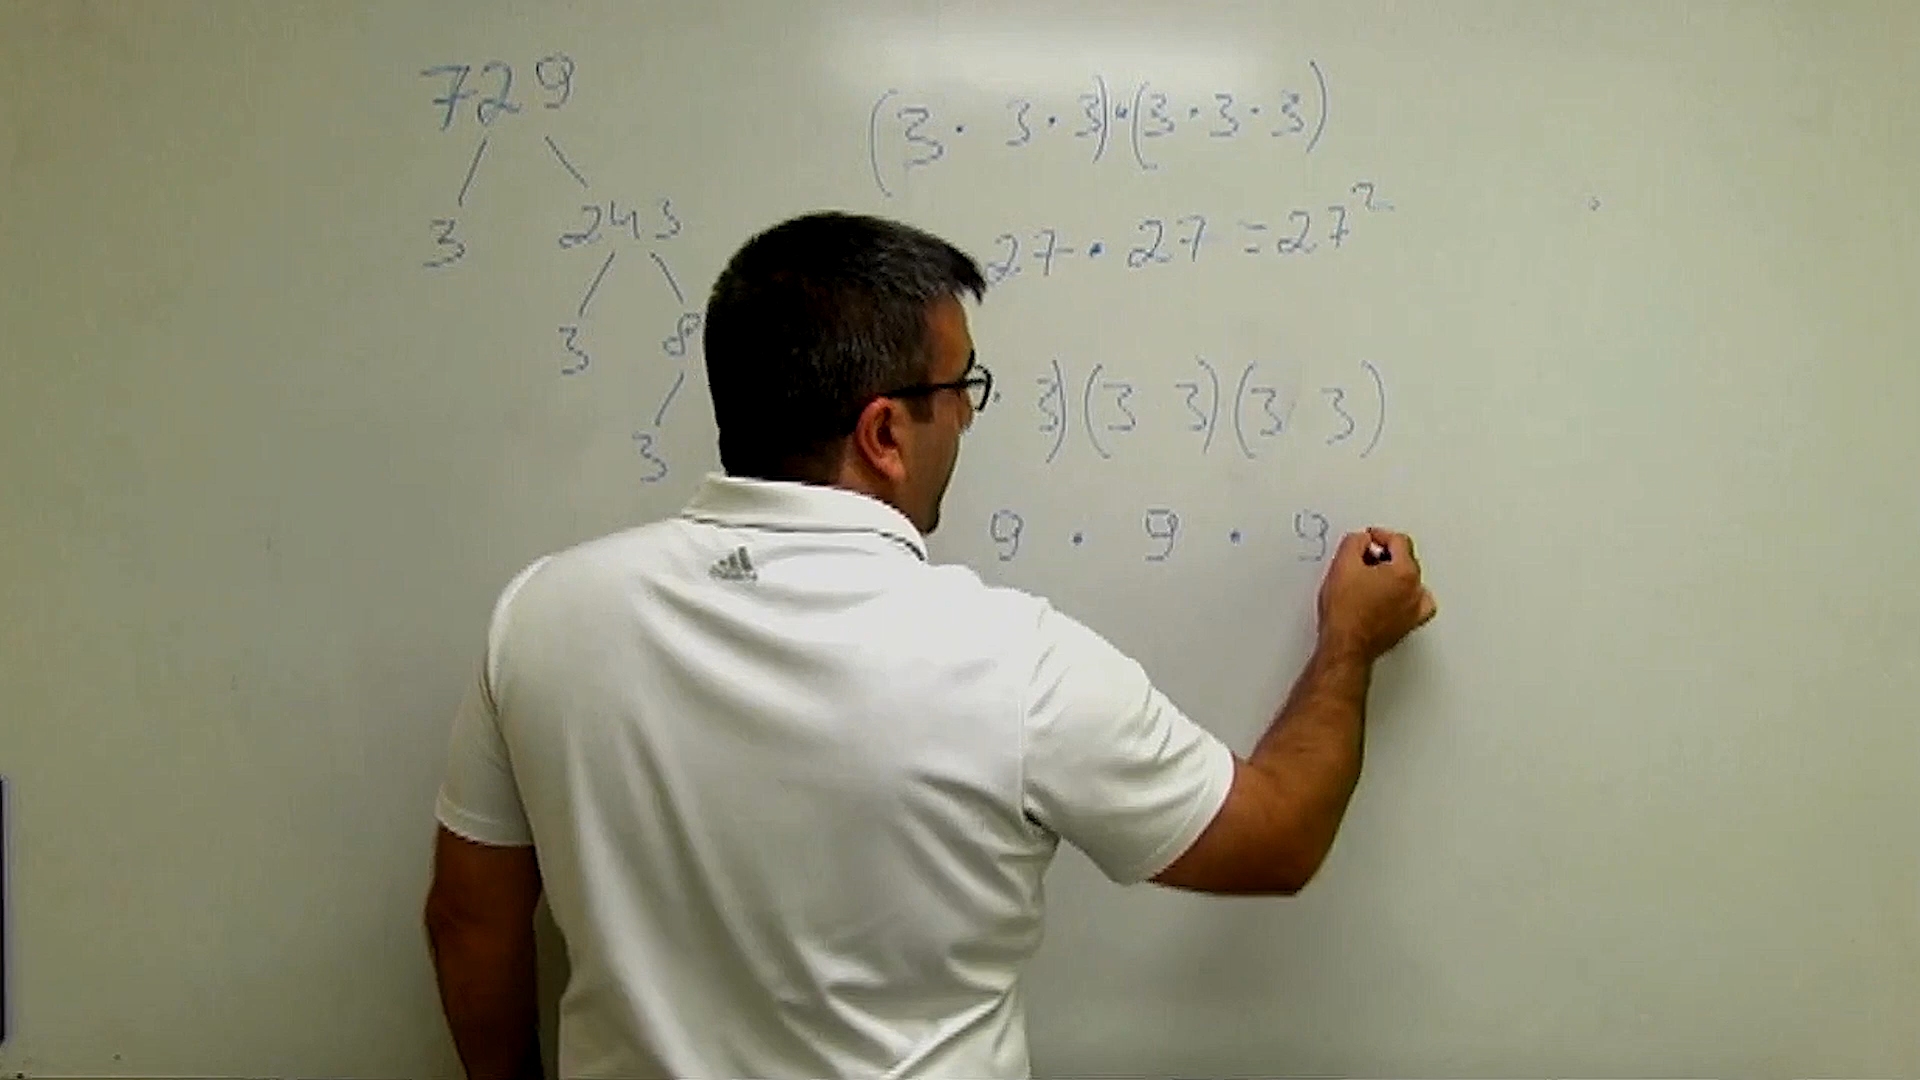 729
3 243
3 8
3
(3 · 3 · 3) · (3 · 3 · 3)
27 · 27 = 27²
· 3)(3 3)(3 3)
9 · 9 · 9